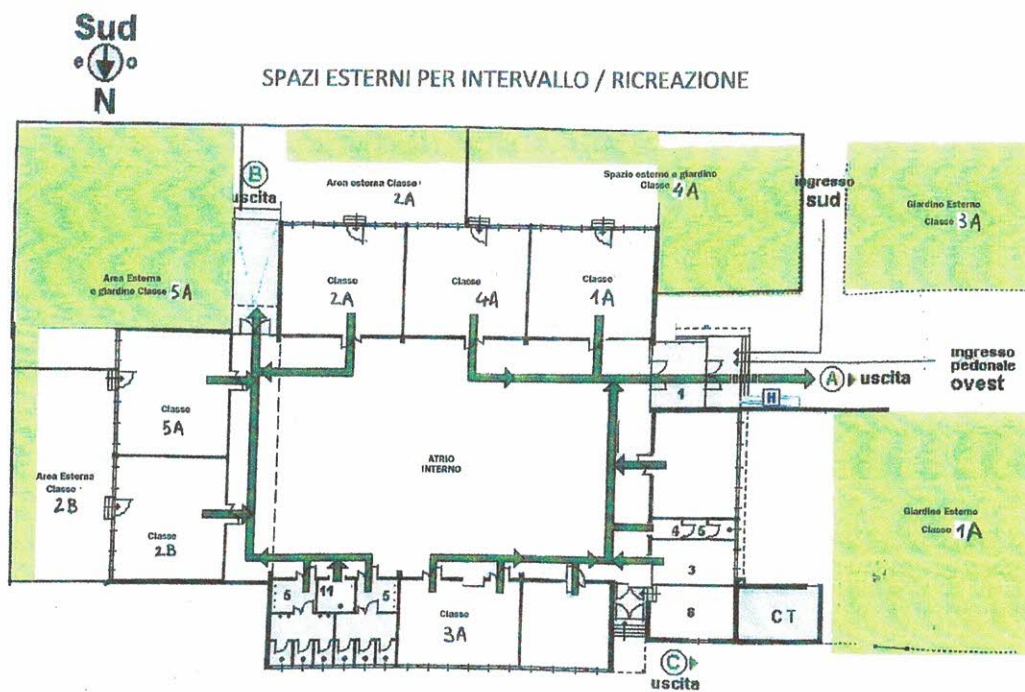 Sud
e o
N
SPAZI ESTERNI PER INTERVALLO / RICREAZIONE
B
uscita
Area esterna Classe
2A
Spazio esterno e giardino
Classe 4A
ingresso
sud
Giardino Esterno
Classe 3A
Area Esterna
e giardino Classe 5A
Classe
2A
Classe
4A
Classe
1A
ingresso
pedonale
ovest
A uscita
1
H
Classe
5A
ATRIO
INTERNO
Area Esterna
Classe
2B
Classe
2B
Giardino Esterno
Classe 1A
4 5
3
5 11 5
Classe
3A
8
CT
C
uscita